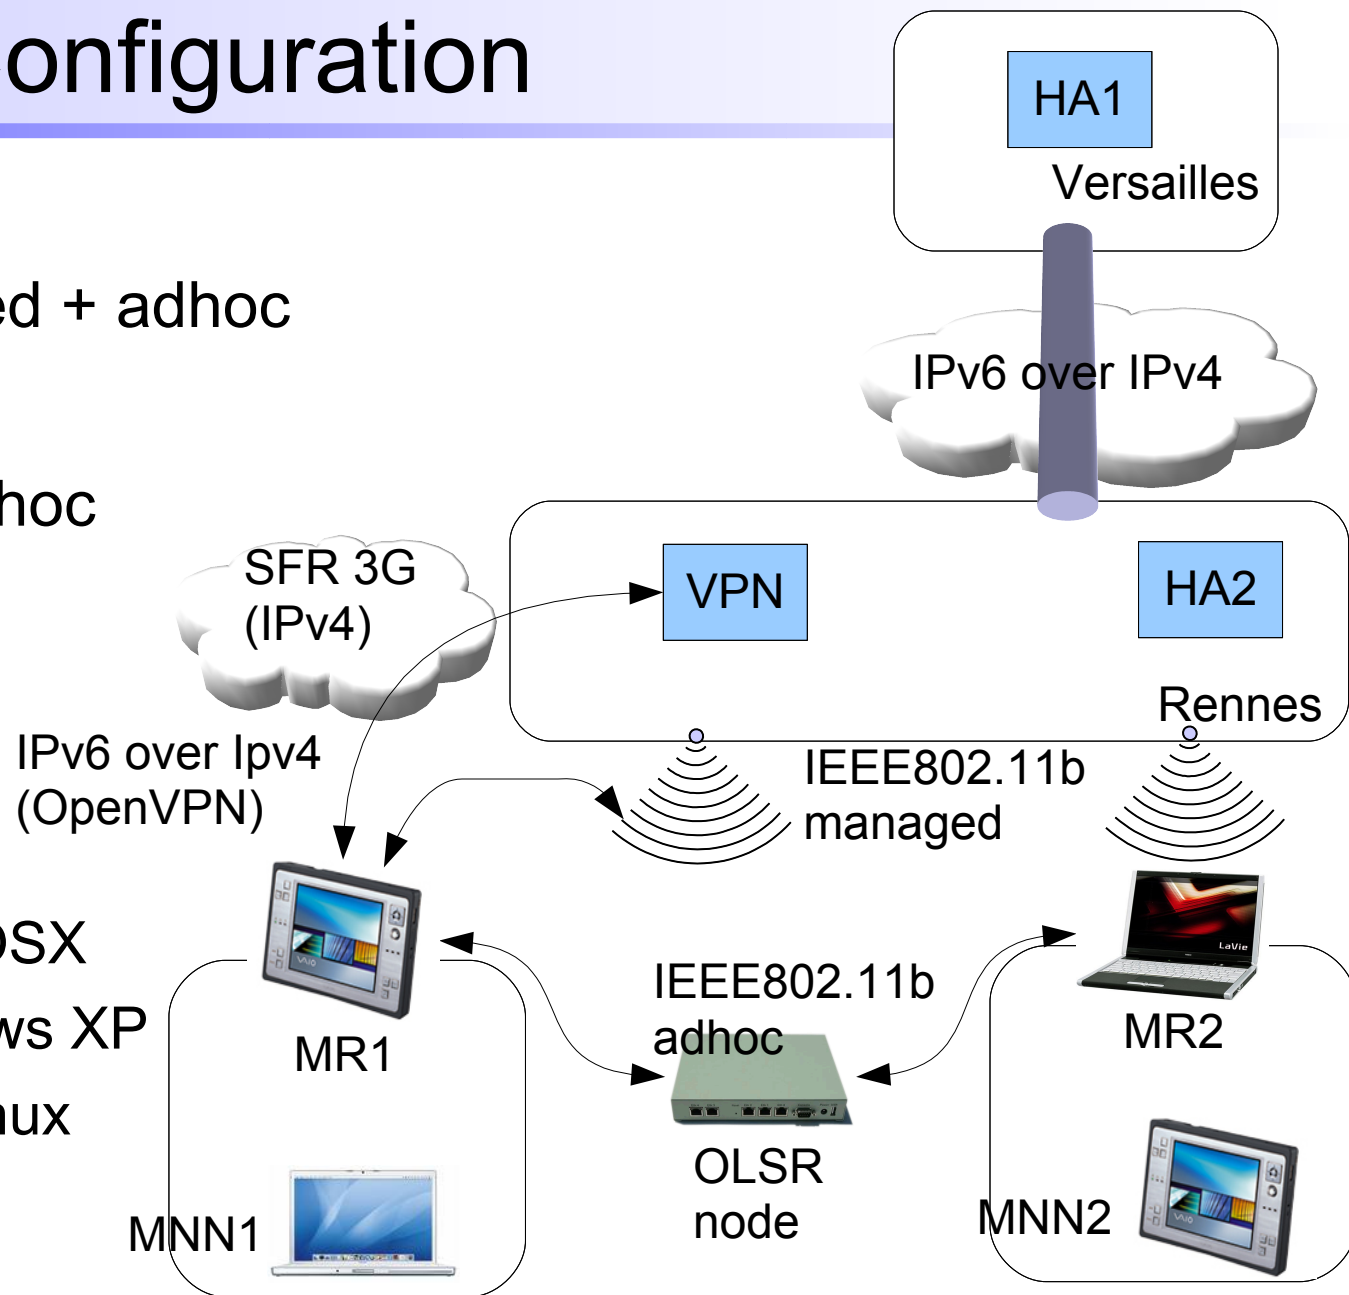 onfiguration
HA1
Versailles
ed + adhoc
IPv6 over IPv4
hoc
SFR 3G
(IPv4)
VPN
HA2
Rennes
IPv6 over Ipv4
(OpenVPN)
IEEE802.11b
managed
OSX
ws XP
nux
MR1
IEEE802.11b
adhoc
LaVie
MR2
OLSR
node
MNN1
MNN2